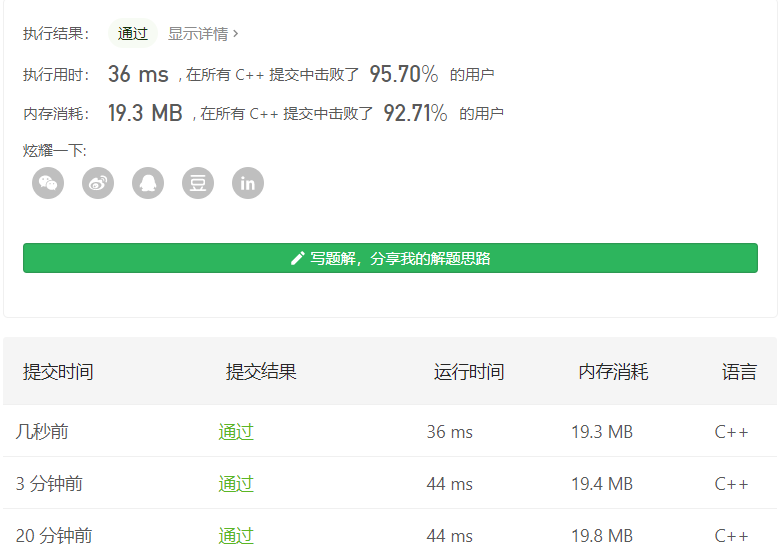 执行结果： 通过 显示详情 ›
执行用时： 36 ms , 在所有 C++ 提交中击败了 95.70% 的用户
内存消耗： 19.3 MB , 在所有 C++ 提交中击败了 92.71% 的用户
炫耀一下:
豆 in
写题解，分享我的解题思路
提交时间 提交结果 运行时间 内存消耗 语言
几秒前 通过 36 ms 19.3 MB C++
3 分钟前 通过 44 ms 19.4 MB C++
20 分钟前 通过 44 ms 19.8 MB C++